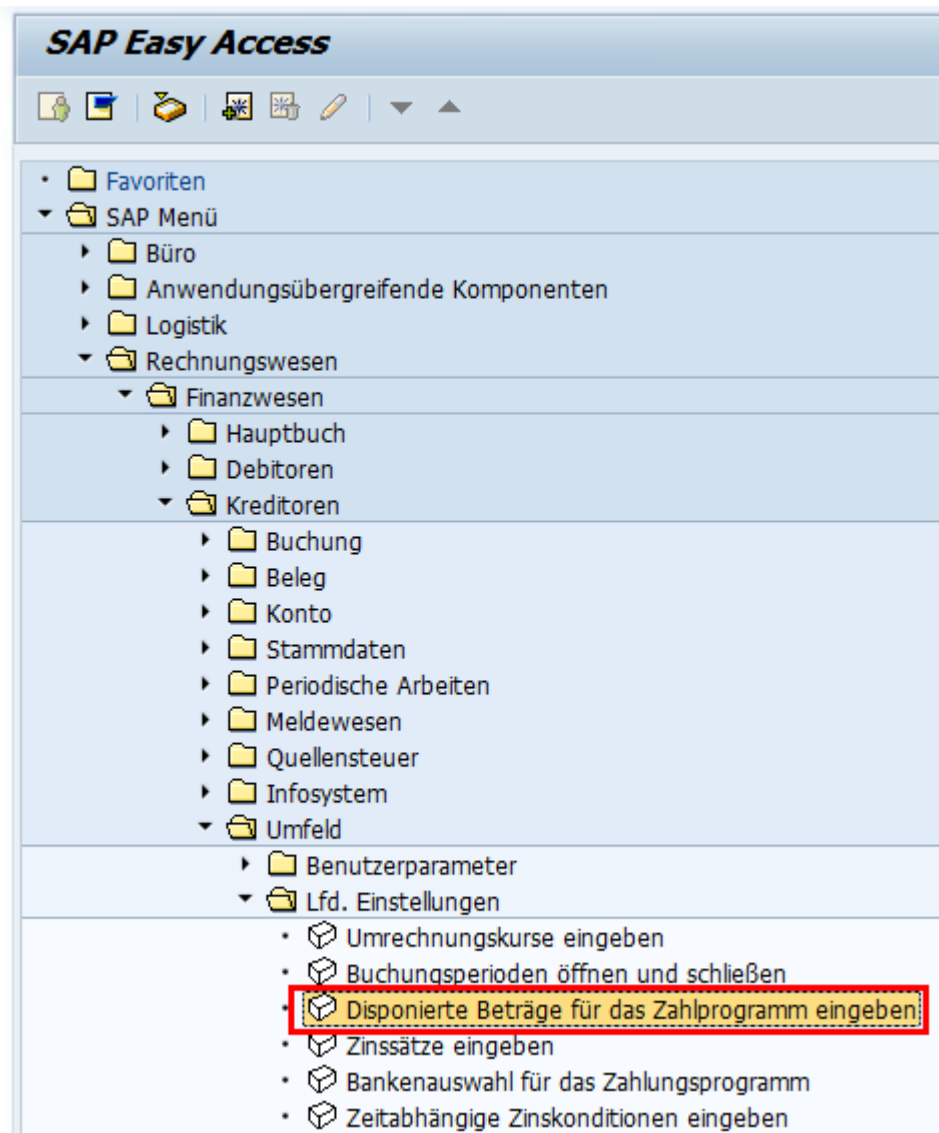 SAP Easy Access
Favoriten
SAP Menü
Büro
Anwendungsübergreifende Komponenten
Logistik
Rechnungswesen
Finanzwesen
Hauptbuch
Debitoren
Kreditoren
Buchung
Beleg
Konto
Stammdaten
Periodische Arbeiten
Meldewesen
Quellensteuer
Infosystem
Umfeld
Benutzerparameter
Lfd. Einstellungen
Umrechnungskurse eingeben
Buchungsperioden öffnen und schließen
Disponierte Beträge für das Zahlprogramm eingeben
Zinssätze eingeben
Bankenauswahl für das Zahlungsprogramm
Zeitabhängige Zinskonditionen eingeben